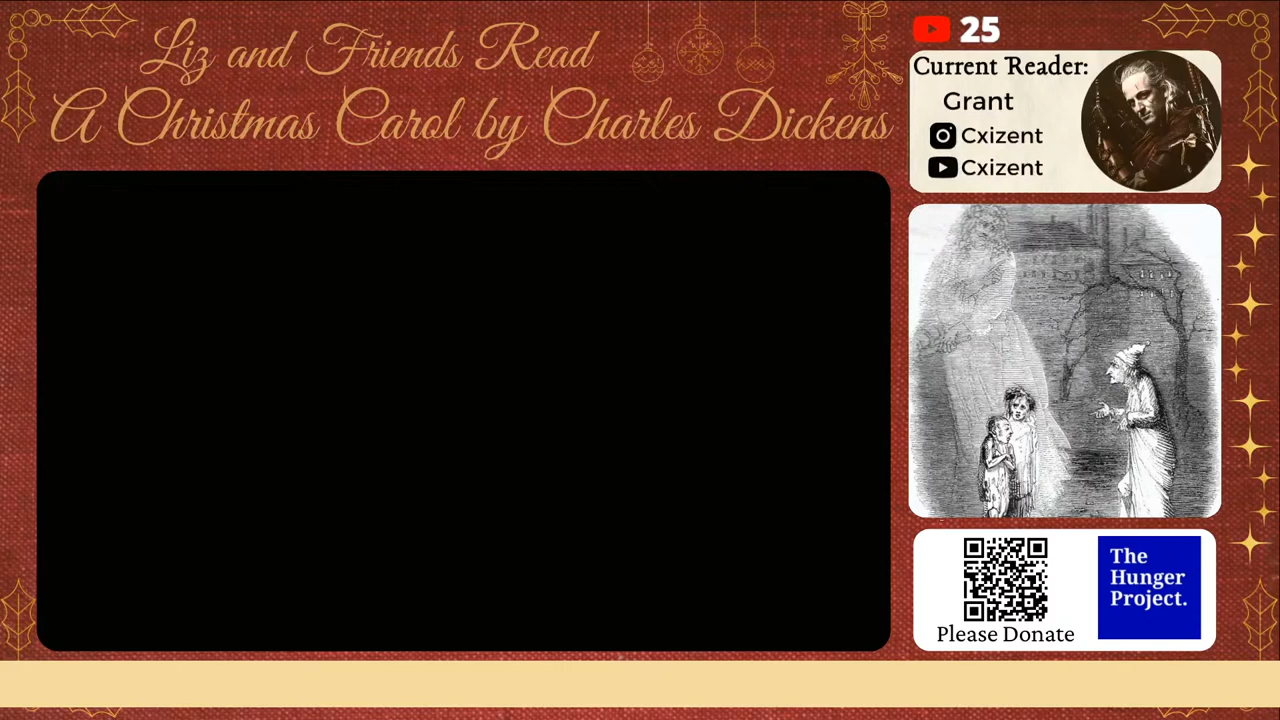 Liz and Friends Read
A Christmas Carol by Charles Dickens
25
Current Reader:
Grant
Cxizent
Cxizent
Please Donate
The
Hunger
Project.